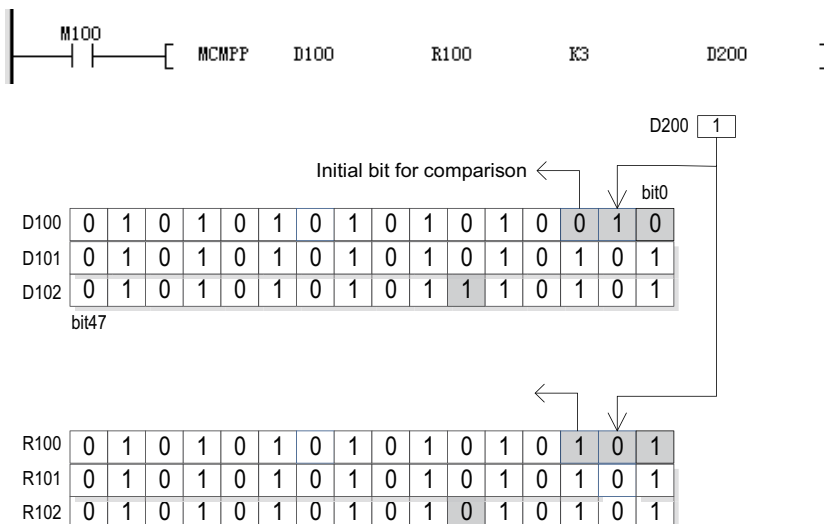 M100
[ MCMPP D100 R100 K3 D200 ]
D200 1
Initial bit for comparison
bit0
D100 0 1 0 1 0 1 0 1 0 1 0 1 0 0 1 0
D101 0 1 0 1 0 1 0 1 0 1 0 1 0 1 0 1
D102 0 1 0 1 0 1 0 1 0 1 1 1 0 1 0 1
bit47
R100 0 1 0 1 0 1 0 1 0 1 0 1 0 1 0 1
R101 0 1 0 1 0 1 0 1 0 1 0 1 0 1 0 1
R102 0 1 0 1 0 1 0 1 0 1 0 1 0 1 0 1